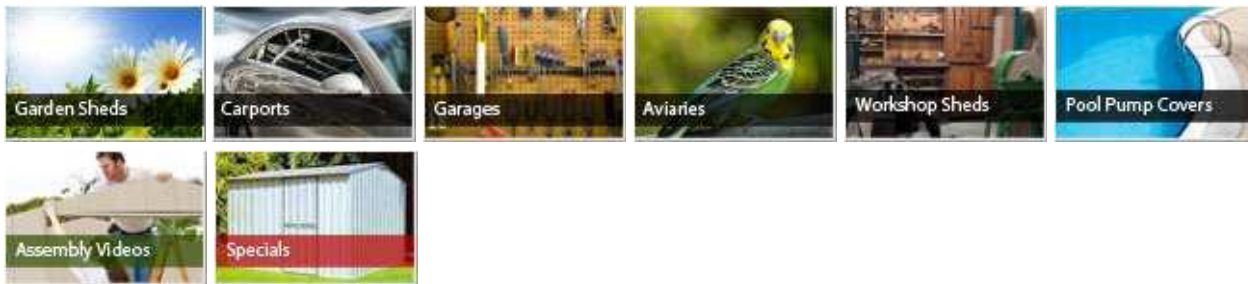 Garden Sheds
Carports
Garages
Aviaries
Workshop Sheds
Pool Pump Covers
Assembly Videos
Specials